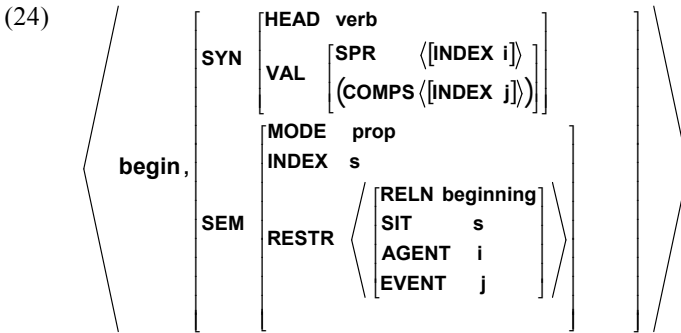 (24)
HEAD verb
SYN
VAL
SPR ⟨[INDEX i]⟩
(COMPS ⟨[INDEX j]⟩)
begin,
MODE prop
INDEX s
SEM
RESTR
RELN beginning
SIT s
AGENT i
EVENT j